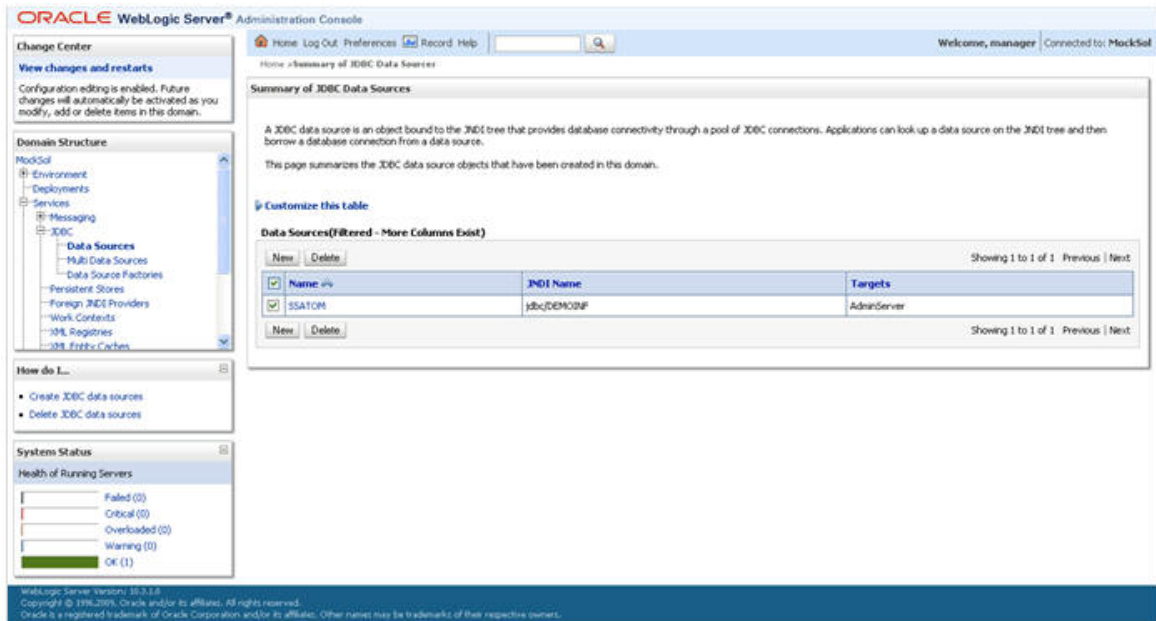 ORACLE WebLogic Server® Administration Console
Change Center
View changes and restarts
Configuration editing is enabled. Future
changes will automatically be activated as you
modify, add or delete items in this domain.
Domain Structure
MockSol
Environment
Deployments
Services
Messaging
JDBC
Data Sources
Multi Data Sources
Data Source Factories
Persistent Stores
Foreign JNDI Providers
Work Contexts
XML Registries
XML Entity Caches
How do I...
Create JDBC data sources
Delete JDBC data sources
System Status
Health of Running Servers
Failed (0)
Critical (0)
Overloaded (0)
Warning (0)
OK (1)
Home Log Out Preferences Record Help
Welcome, manager Connected to: MockSol
Home >Summary of JDBC Data Sources
Summary of JDBC Data Sources
A JDBC data source is an object bound to the JNDI tree that provides database connectivity through a pool of JDBC connections. Applications can look up a data source on the JNDI tree and then
borrow a database connection from a data source.
This page summarizes the JDBC data source objects that have been created in this domain.
Customize this table
Data Sources(Filtered - More Columns Exist)
New Delete Showing 1 to 1 of 1 Previous | Next
Name JNDI Name Targets
SSATOM jdbc/DEMOINF AdminServer
New Delete Showing 1 to 1 of 1 Previous | Next
WebLogic Server Version: 10.3.1.0
Copyright © 1996,2009, Oracle and/or its affiliates. All rights reserved.
Oracle is a registered trademark of Oracle Corporation and/or its affiliates. Other names may be trademarks of their respective owners.